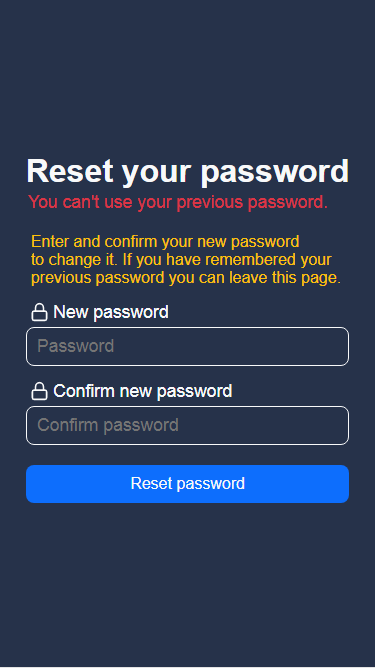 Reset your password
You can't use your previous password.
Enter and confirm your new password
to change it. If you have remembered your
previous password you can leave this page.
New password
Password
Confirm new password
Confirm password
Reset password